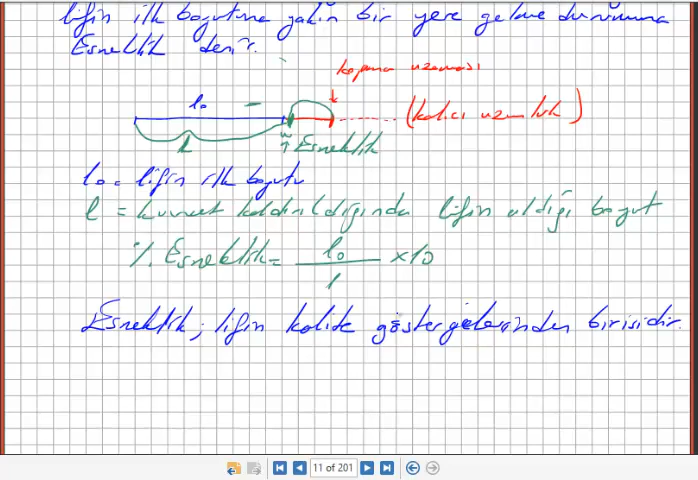 lifin ilk boyutuna yakın bir yere gelme durumuna
Esneklik denir.
kopma uzaması
l₀
(kalıcı uzunluk)
l
Esneklik
l₀ = lifin ilk boyutu
l = kuvvet kaldırıldığında lifin aldığı boyut
% Esneklik = l₀ / l x10
Esneklik; lifin kalite göstergelerinden birisidir.
11 of 201